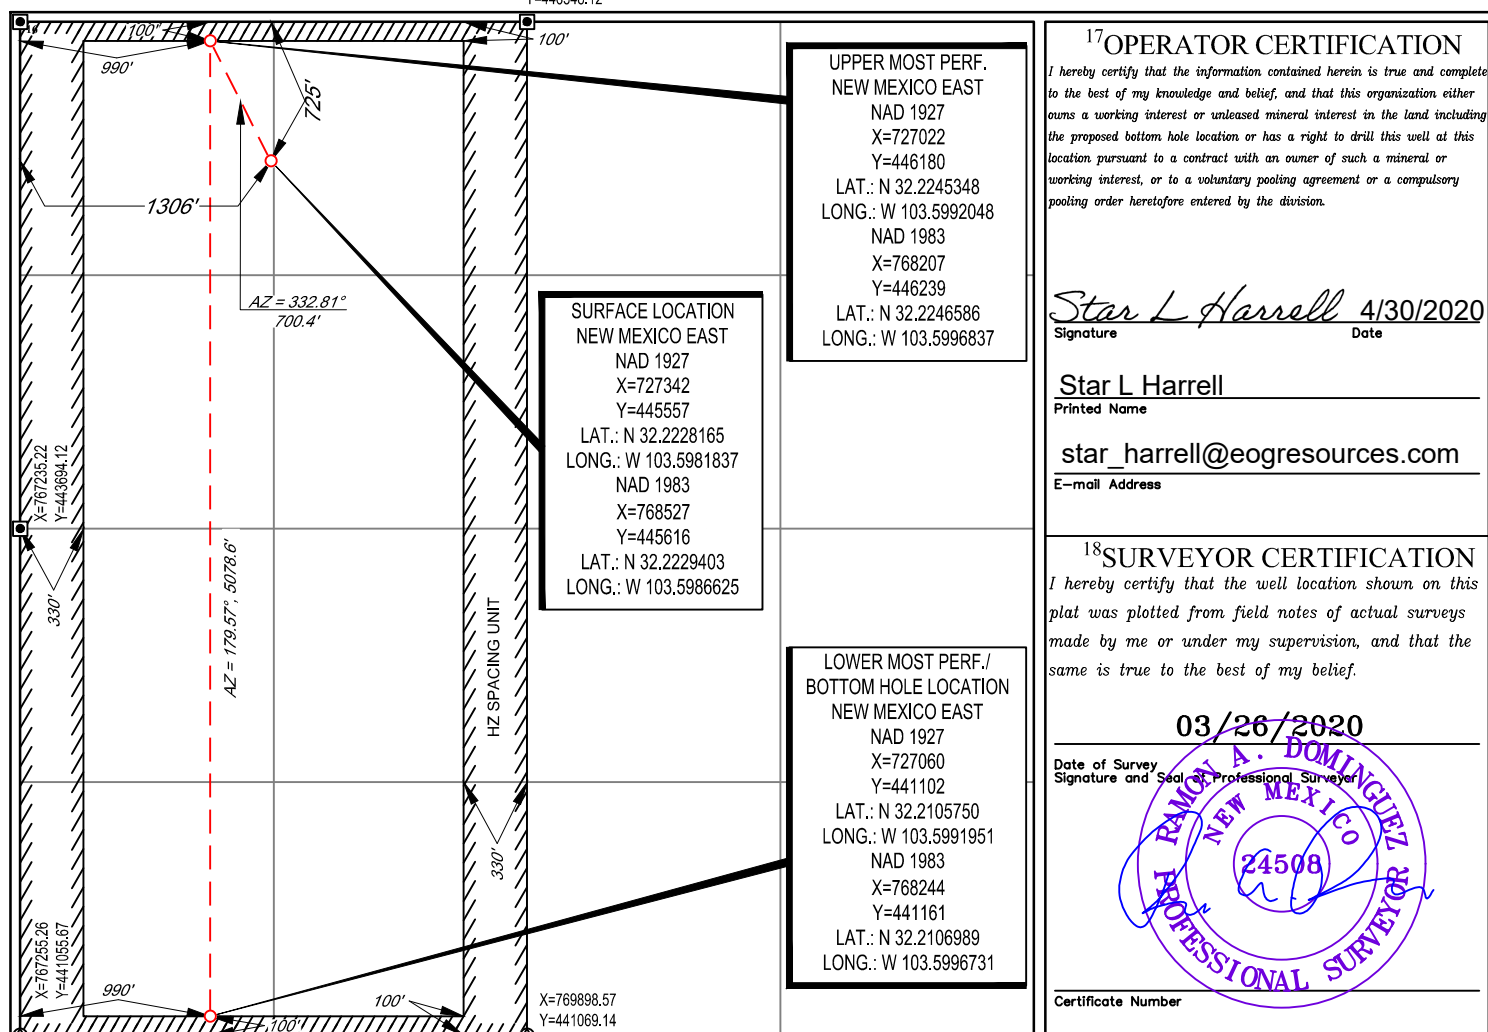 100'
990'
100'
725'
1306'
AZ = 332.81°
700.4'
X=767235.22
Y=443694.12
330'
AZ = 179.57°, 5078.6'
HZ SPACING UNIT
330'
X=767255.26
Y=441055.67
990'
100'
100'
X=769898.57
Y=441069.14
UPPER MOST PERF.
NEW MEXICO EAST
NAD 1927
X=727022
Y=446180
LAT.: N 32.2245348
LONG.: W 103.5992048
NAD 1983
X=768207
Y=446239
LAT.: N 32.2246586
LONG.: W 103.5996837
SURFACE LOCATION
NEW MEXICO EAST
NAD 1927
X=727342
Y=445557
LAT.: N 32.2228165
LONG.: W 103.5981837
NAD 1983
X=768527
Y=445616
LAT.: N 32.2229403
LONG.: W 103.5986625
LOWER MOST PERF./
BOTTOM HOLE LOCATION
NEW MEXICO EAST
NAD 1927
X=727060
Y=441102
LAT.: N 32.2105750
LONG.: W 103.5991951
NAD 1983
X=768244
Y=441161
LAT.: N 32.2106989
LONG.: W 103.5996731
17OPERATOR CERTIFICATION
I hereby certify that the information contained herein is true and complete
to the best of my knowledge and belief, and that this organization either
owns a working interest or unleased mineral interest in the land including
the proposed bottom hole location or has a right to drill this well at this
location pursuant to a contract with an owner of such a mineral or
working interest, or to a voluntary pooling agreement or a compulsory
pooling order heretofore entered by the division.
Star L Harrell 4/30/2020
Signature Date
Star L Harrell
Printed Name
star_harrell@eogresources.com
E-mail Address
18SURVEYOR CERTIFICATION
I hereby certify that the well location shown on this
plat was plotted from field notes of actual surveys
made by me or under my supervision, and that the
same is true to the best of my belief.
03/26/2020
Date of Survey
Signature and Seal of Professional Surveyor
RAMON A. DOMINGUEZ
NEW MEXICO
24508
PROFESSIONAL SURVEYOR
Certificate Number